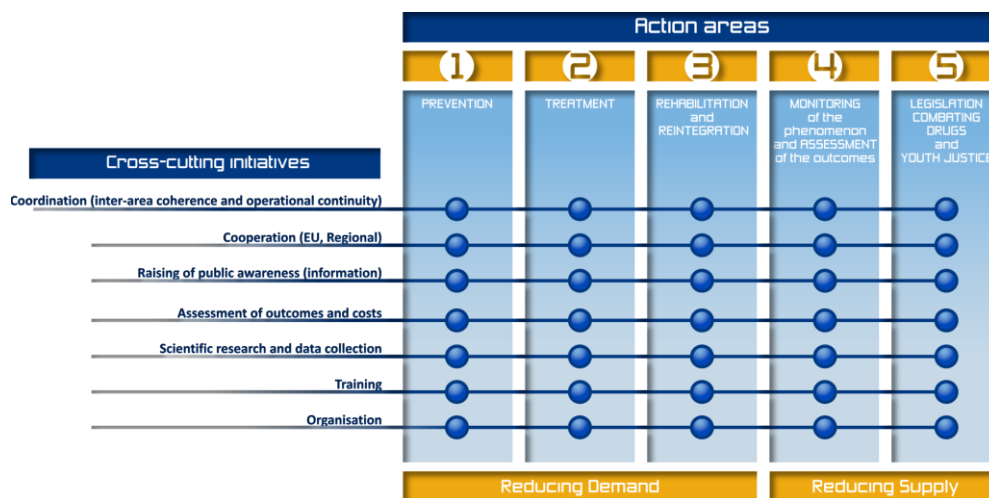 Action areas
1 2 3 4 5
PREVENTION
TREATMENT
REHABILITATION
and
REINTEGRATION
MONITORING
of the
phenomenon
and ASSESSMENT
of the outcomes
LEGISLATION
COMBATING
DRUGS
and
YOUTH JUSTICE
Cross-cutting initiatives
Coordination (inter-area coherence and operational continuity)
Cooperation (EU, Regional)
Raising of public awareness (information)
Assessment of outcomes and costs
Scientific research and data collection
Training
Organisation
Reducing Demand
Reducing Supply